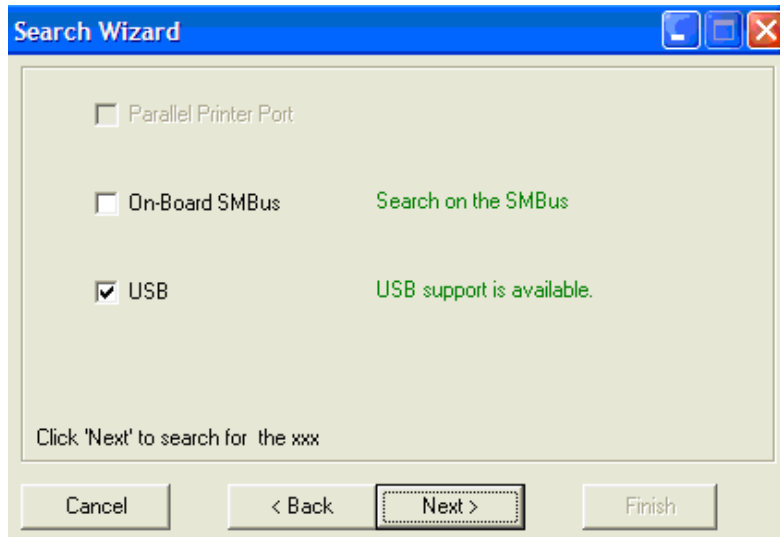 Search Wizard
Parallel Printer Port
On-Board SMBus Search on the SMBus
USB USB support is available.
Click 'Next' to search for the xxx
Cancel < Back Next > Finish